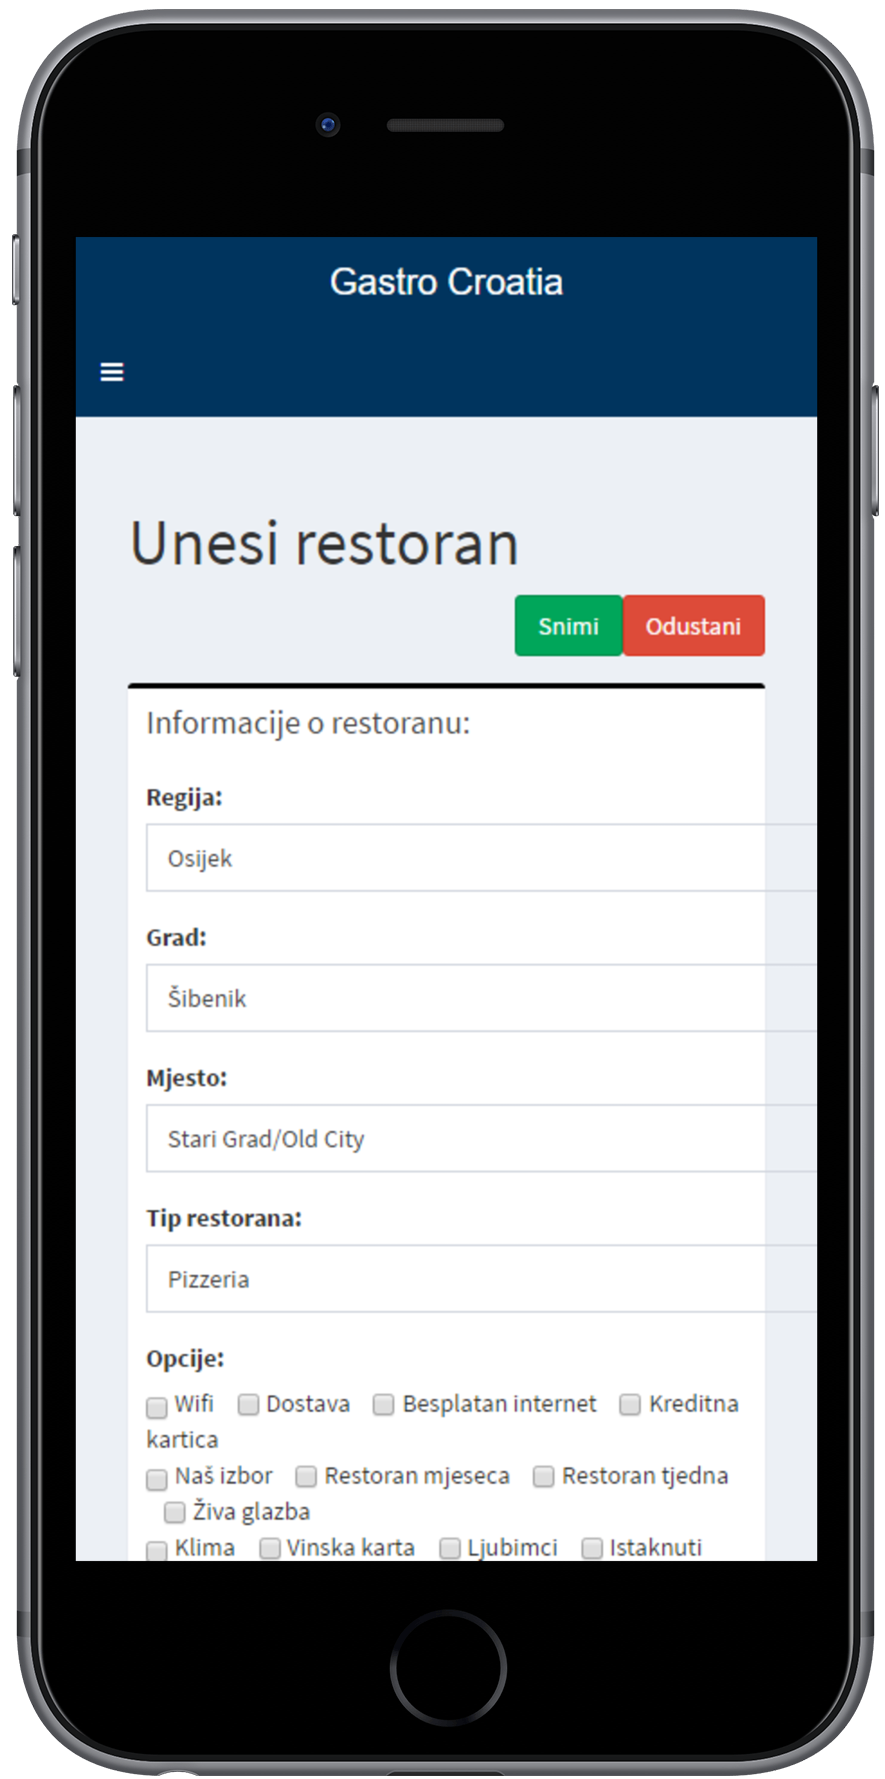 Gastro Croatia
Unesi restoran
Snimi Odustani
Informacije o restoranu:
Regija:
Osijek
Grad:
Šibenik
Mjesto:
Stari Grad/Old City
Tip restorana:
Pizzeria
Opcije:
Wifi Dostava Besplatan internet Kreditna
kartica
Naš izbor Restoran mjeseca Restoran tjedna
Živa glazba
Klima Vinska karta Ljubimci Istaknuti